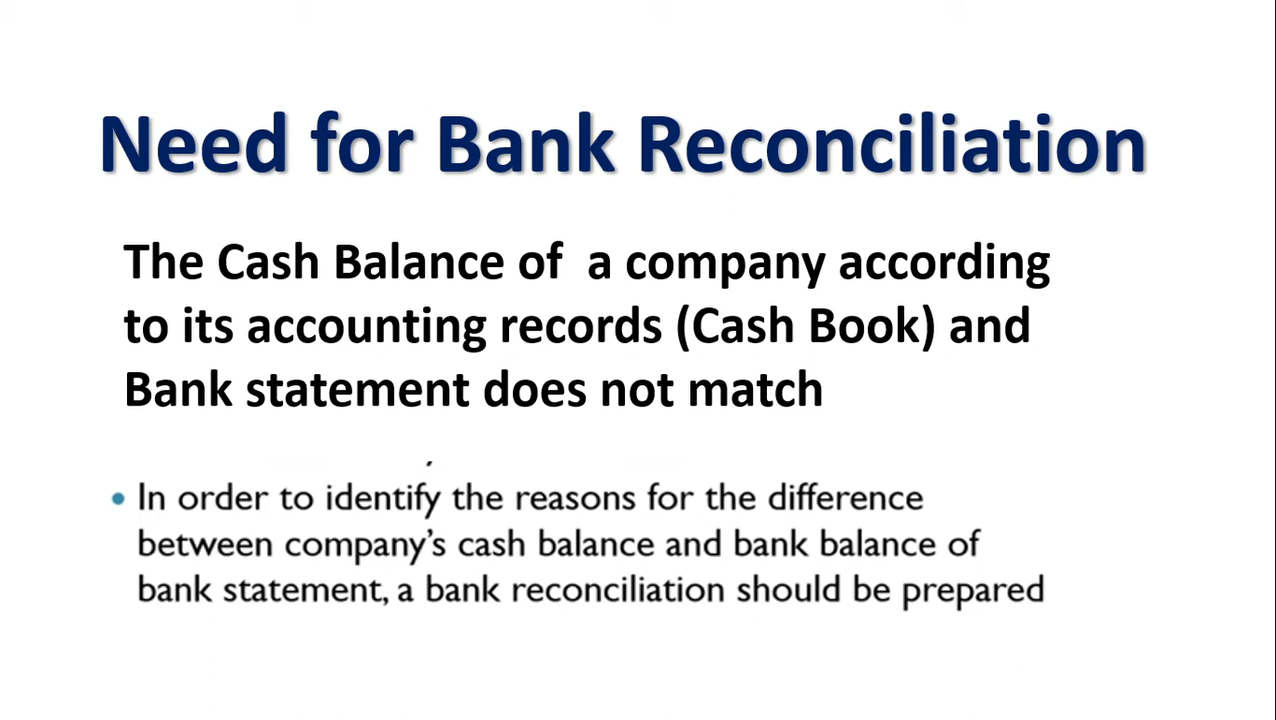 Need for Bank Reconciliation
The Cash Balance of  a company according
to its accounting records (Cash Book) and
Bank statement does not match
• In order to identify the reasons for the difference
between company’s cash balance and bank balance of
bank statement, a bank reconciliation should be prepared